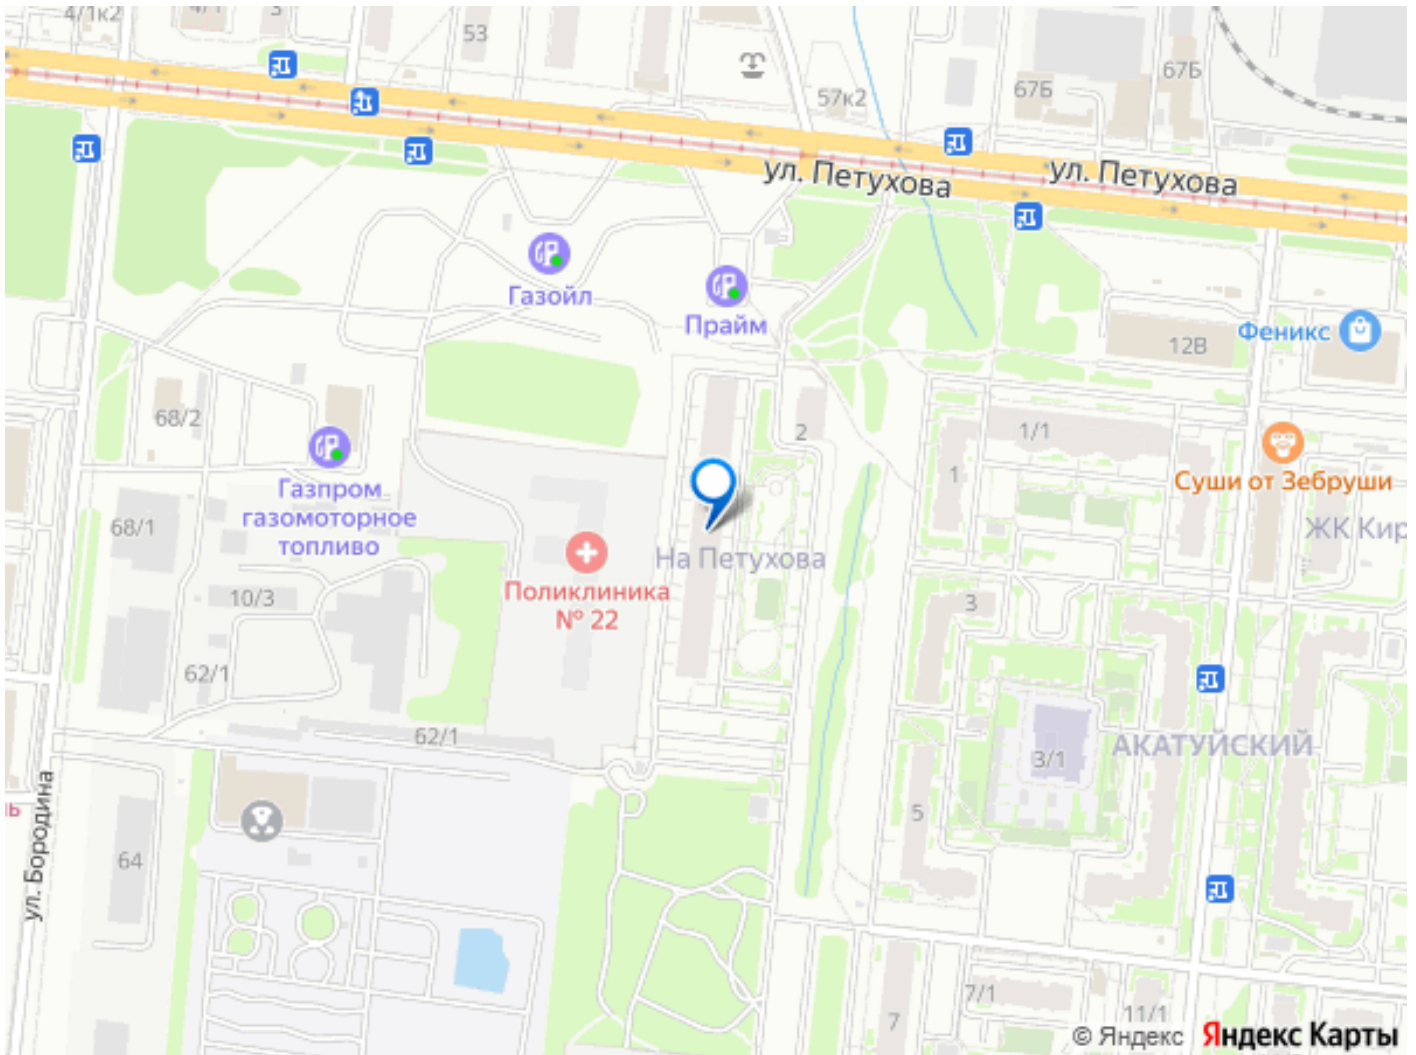 4/1к2
4/1
3
53
57к2
67Б
67Б
ул. Петухова
ул. Петухова
Газойл
Прайм
12В
Феникс
68/2
2
1/1
1
Суши от Зебруши
Газпром
газомоторное
топливо
68/1
ЖК Кир
На Петухова
Поликлиника
№ 22
10/3
3
62/1
62/1
АКАТУЙСКИЙ
3/1
ь
ул. Бородина
5
64
7/1
11/1
7
© Яндекс
Яндекс Карты